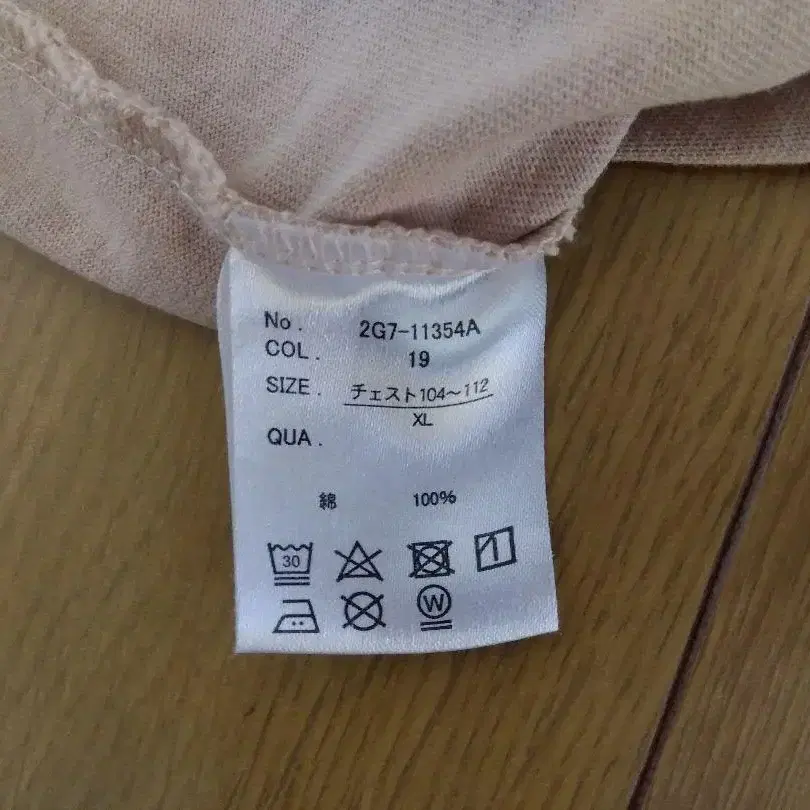 No. 2G7-11354A
COL. 19
SIZE. チェスト104～112
XL
QUA.
綿 100%
30
W